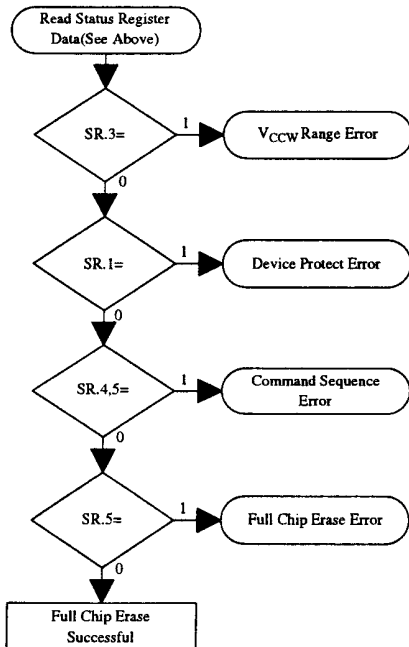 Read Status Register
Data(See Above)
SR.3=
1
VCCW Range Error
0
SR.1=
1
Device Protect Error
0
SR.4,5=
1
Command Sequence
Error
0
SR.5=
1
Full Chip Erase Error
0
Full Chip Erase
Successful